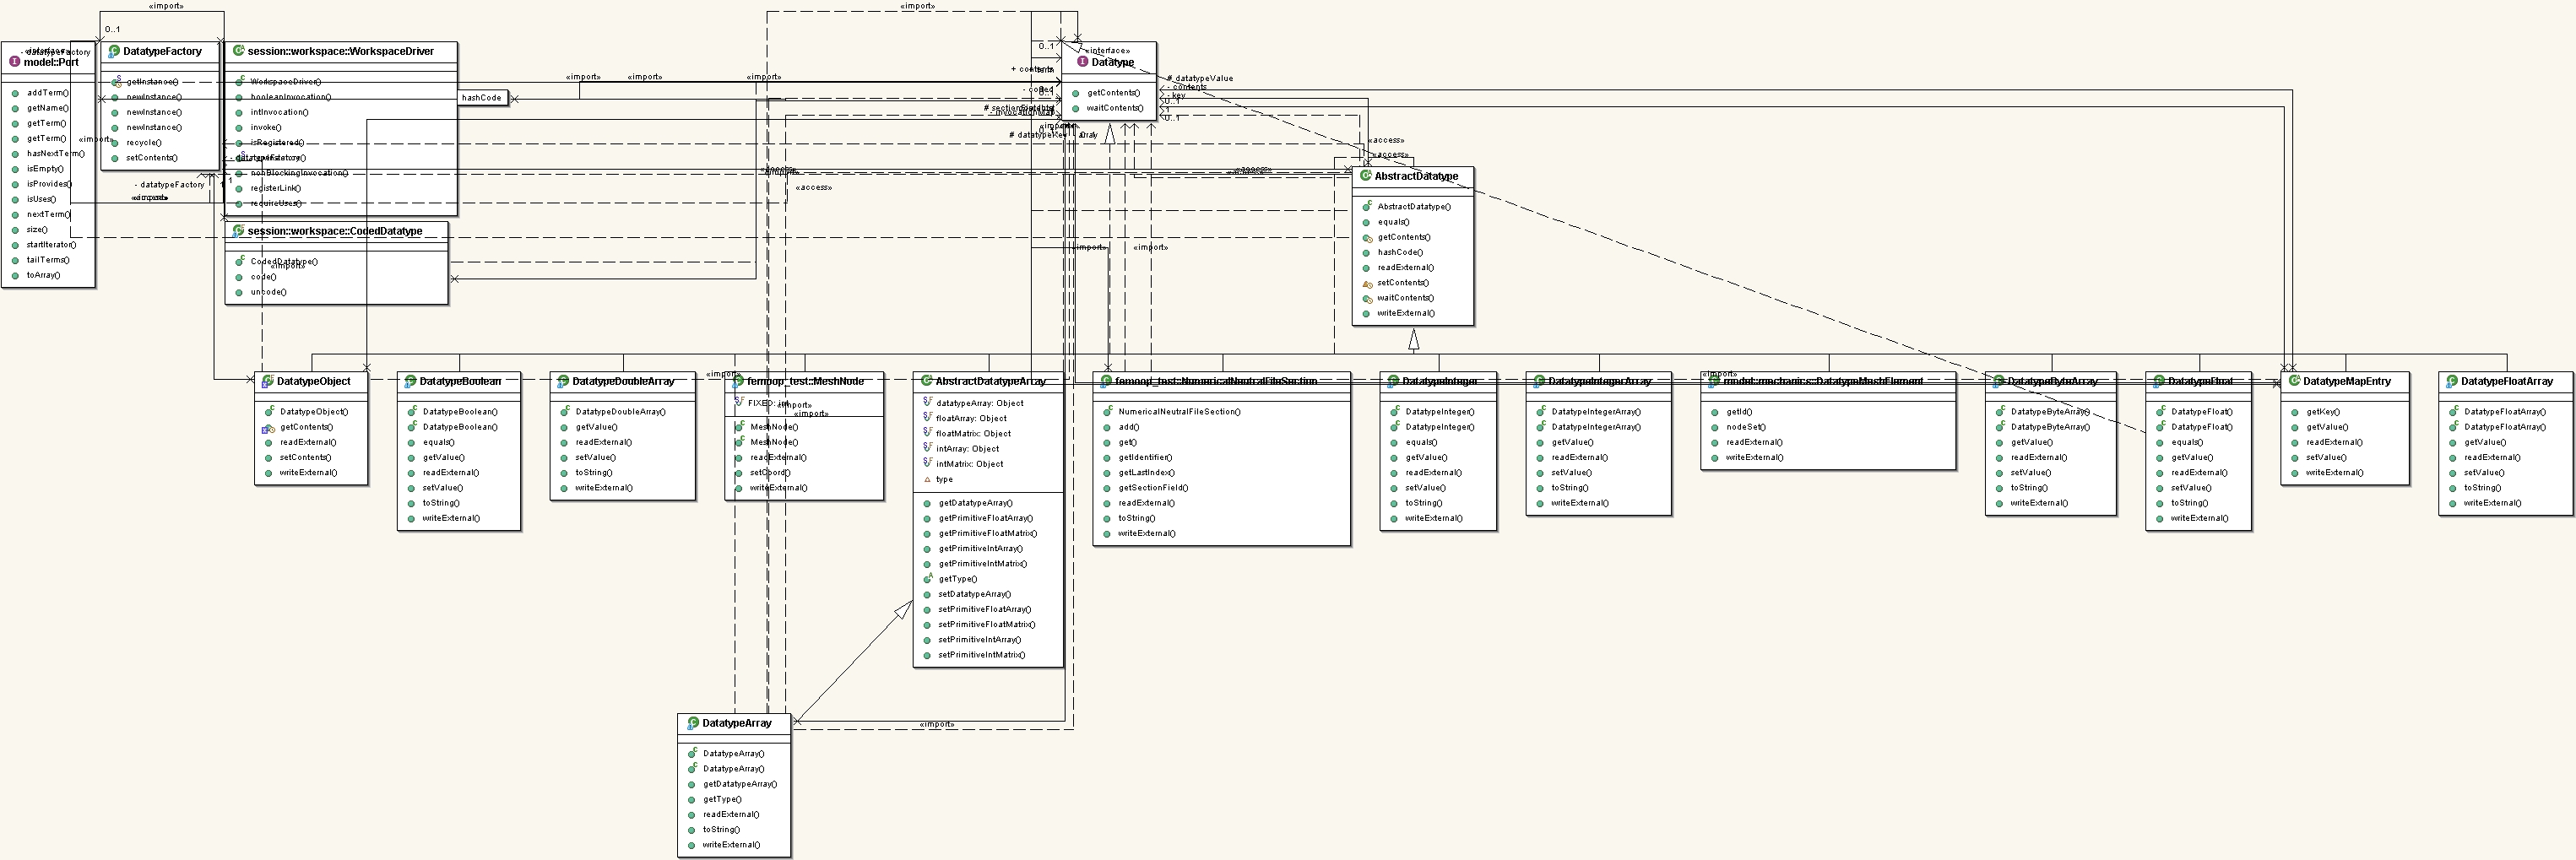 «import»
0..1
«interface»
model::Port
addTerm()
getName()
getTerm()
getTerm()
hasNextTerm()
isEmpty()
isProvides()
isUses()
nextTerm()
size()
startIterator()
tailTerms()
toArray()
- datatypeFactory
DatatypeFactory
getInstance()
newInstance()
newInstance()
recycle()
setContents()
«import»
- datatypeFactory
1
«import»
session::workspace::WorkspaceDriver
WorkspaceDriver()
booleanInvocation()
intInvocation()
invoke()
isRegistered()
nonBlockingInvocation()
registerLink()
requireUses()
- datatypeFactory
1
hashCode
session::workspace::CodedDatatype
CodedDatatype()
code()
uncode()
«import»
«import»
«import»
«import»
«import»
«access»
0..1
+ contents
# datatypeKey
array
«interface»
Datatype
getContents()
waitContents()
# datatypeValue
- contents
- key
0..1
1
0..1
«access»
«access»
«import»
«import»
AbstractDatatype
AbstractDatatype()
equals()
getContents()
hashCode()
readExternal()
setContents()
waitContents()
writeExternal()
DatatypeObject
DatatypeObject()
getContents()
readExternal()
setContents()
writeExternal()
DatatypeBoolean
DatatypeBoolean()
DatatypeBoolean()
equals()
getValue()
readExternal()
setValue()
toString()
writeExternal()
DatatypeDoubleArray
DatatypeDoubleArray()
getValue()
readExternal()
setValue()
toString()
writeExternal()
«import»
femoop_test::MeshNode
FIXED: int
«import»
«import»
MeshNode()
MeshNode()
readExternal()
setCoord()
writeExternal()
AbstractDatatypeArray
datatypeArray: Object
floatArray: Object
floatMatrix: Object
intArray: Object
intMatrix: Object
type
getDatatypeArray()
getPrimitiveFloatArray()
getPrimitiveFloatMatrix()
getPrimitiveIntArray()
getPrimitiveIntMatrix()
getType()
setDatatypeArray()
setPrimitiveFloatArray()
setPrimitiveFloatMatrix()
setPrimitiveIntArray()
setPrimitiveIntMatrix()
femoop_test::NumericalNeutralFileSection
NumericalNeutralFileSection()
add()
get()
getIdentifier()
getLastIndex()
getSectionField()
readExternal()
toString()
writeExternal()
DatatypeInteger
DatatypeInteger()
DatatypeInteger()
equals()
getValue()
readExternal()
setValue()
toString()
writeExternal()
DatatypeIntegerArray
DatatypeIntegerArray()
DatatypeIntegerArray()
getValue()
readExternal()
setValue()
toString()
writeExternal()
«import»
model::mechanics::DatatypeMeshElement
getId()
nodeSet()
readExternal()
writeExternal()
DatatypeByteArray
DatatypeByteArray()
DatatypeByteArray()
getValue()
readExternal()
setValue()
toString()
writeExternal()
DatatypeFloat
DatatypeFloat()
DatatypeFloat()
equals()
getValue()
readExternal()
setValue()
toString()
writeExternal()
DatatypeMapEntry
getKey()
getValue()
readExternal()
setValue()
writeExternal()
DatatypeFloatArray
DatatypeFloatArray()
DatatypeFloatArray()
getValue()
readExternal()
setValue()
toString()
writeExternal()
«import»
DatatypeArray
DatatypeArray()
DatatypeArray()
getDatatypeArray()
getType()
readExternal()
toString()
writeExternal()